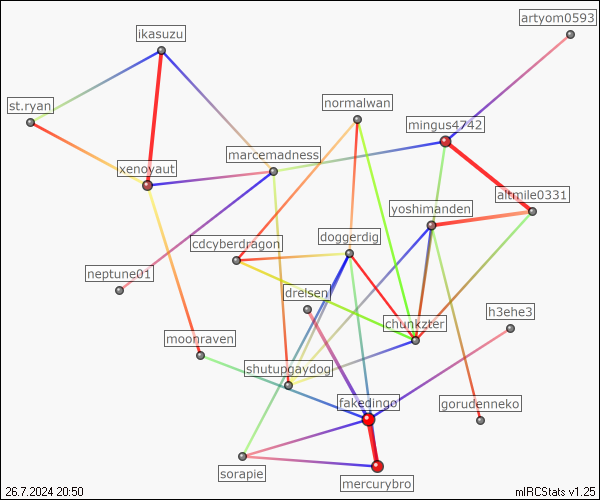 artyom0593
ikasuzu
st.ryan
normalwan
mingus4742
marcemadness
xenoyaut
altmile0331
yoshimanden
doggerdig
cdcyberdragon
neptune01
drelsen
h3ehe3
chunkzter
moonraven
shutupgaydog
fakedingo
gorudenneko
sorapie
mercurybro
26.7.2024 20:50
mIRCStats v1.25